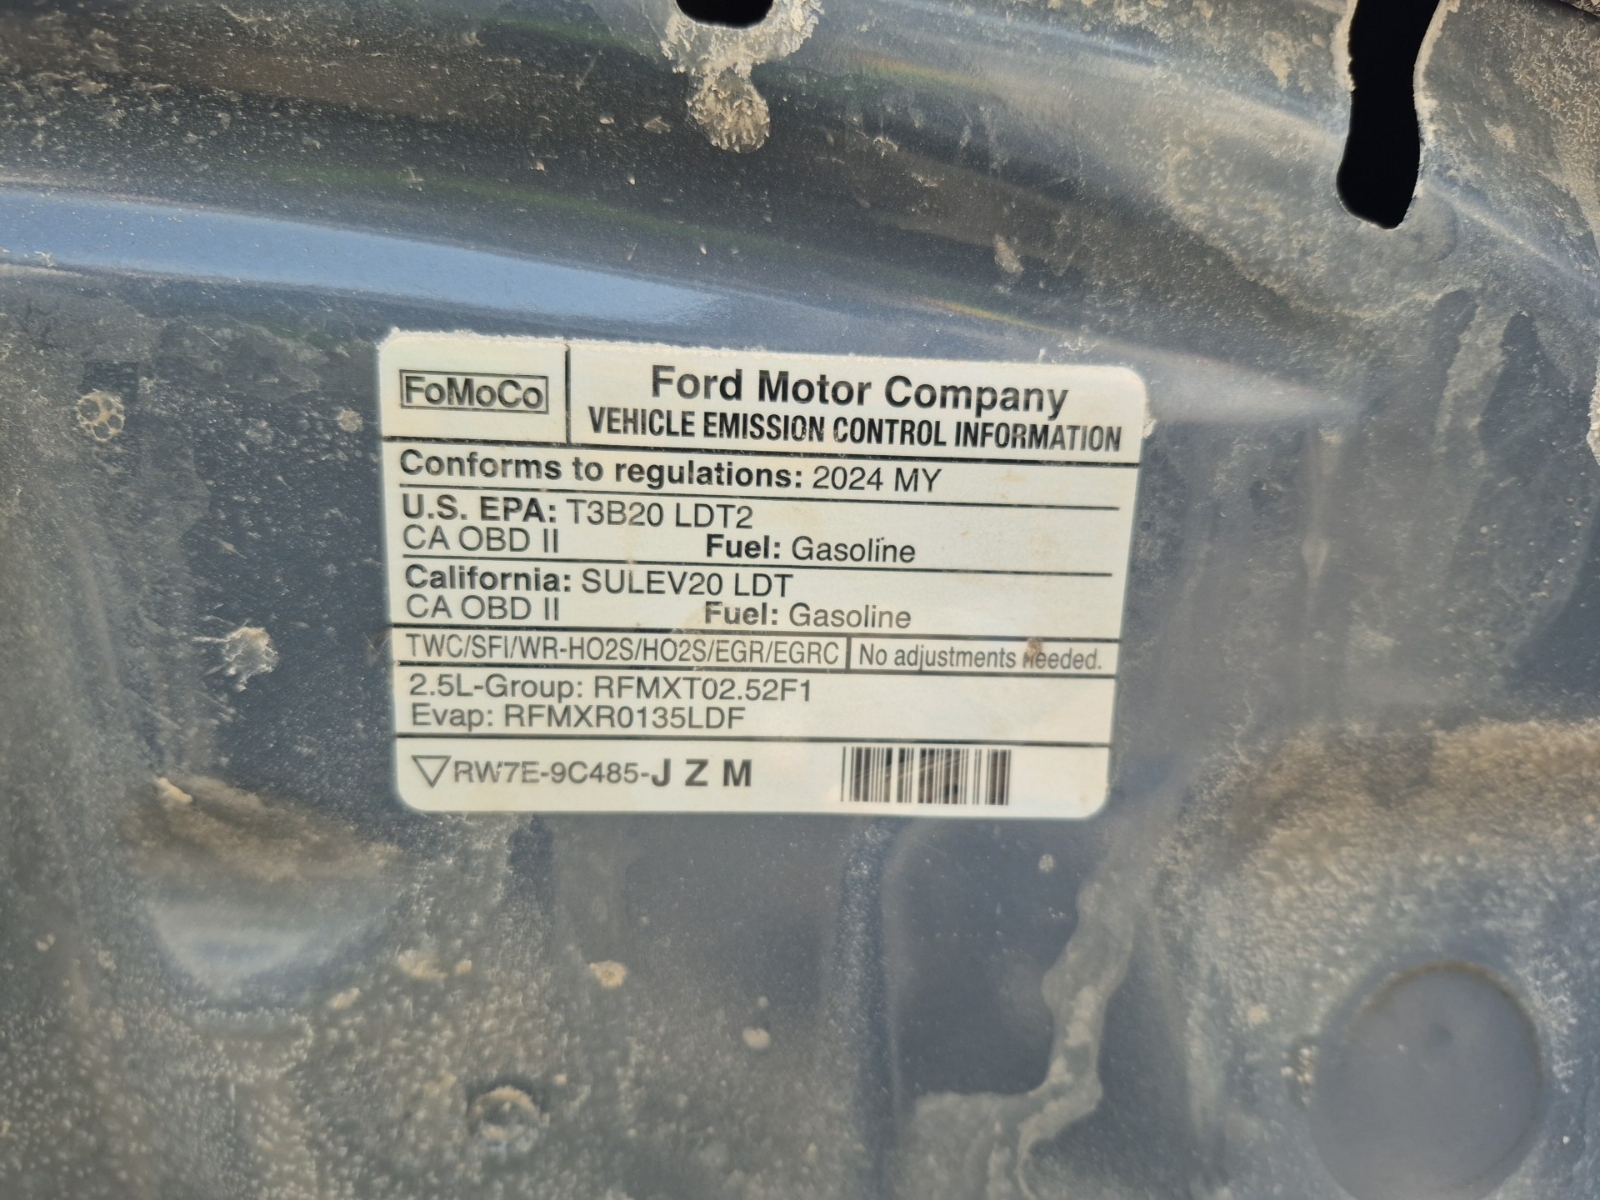 FoMoCo
Ford Motor Company
VEHICLE EMISSION CONTROL INFORMATION
Conforms to regulations: 2024 MY
U.S. EPA: T3B20 LDT2
CA OBD II Fuel: Gasoline
California: SULEV20 LDT
CA OBD II Fuel: Gasoline
TWC/SFI/WR-HO2S/HO2S/EGR/EGRC No adjustments needed.
2.5L-Group: RFMXT02.52F1
Evap: RFMXR0135LDF
RW7E-9C485-J Z M